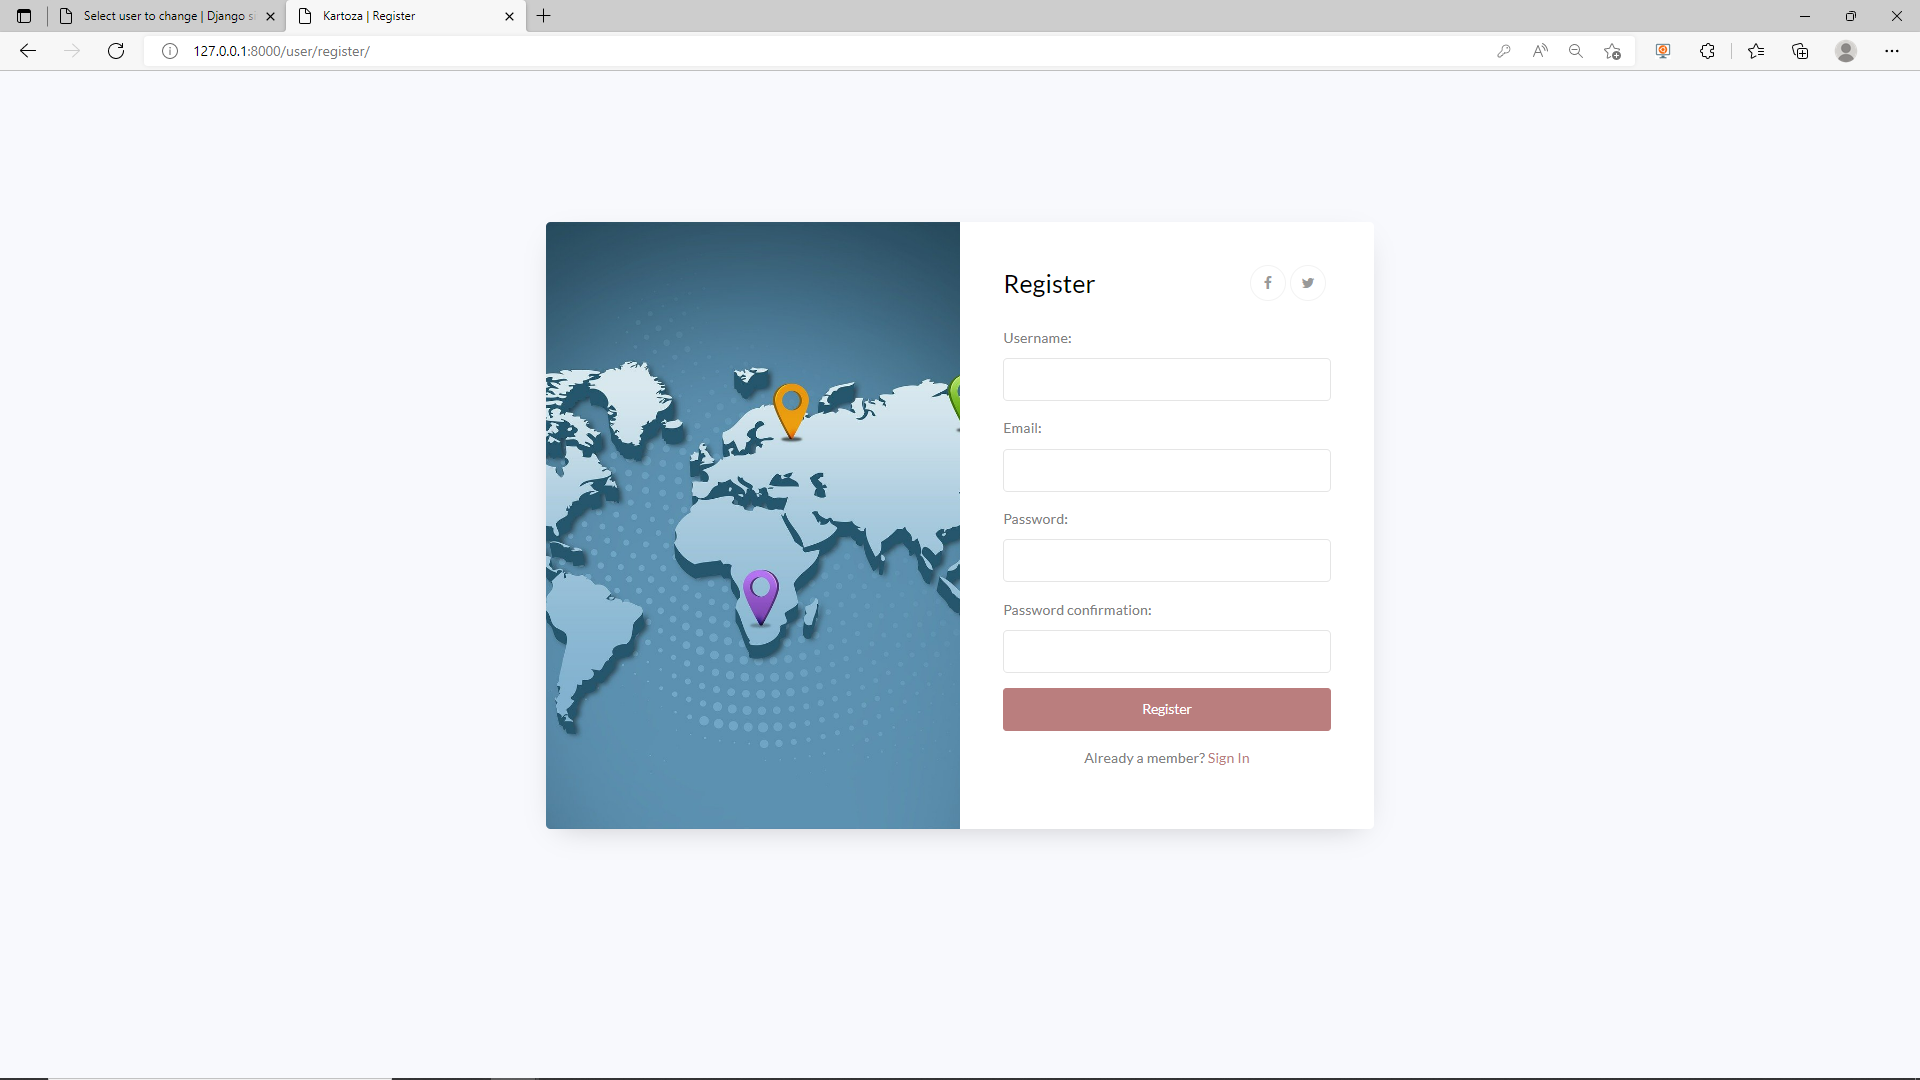 Select user to change | Django si
Kartoza | Register
127.0.0.1:8000/user/register/
Register
Username:
Email:
Password:
Password confirmation:
Register
Already a member? Sign In